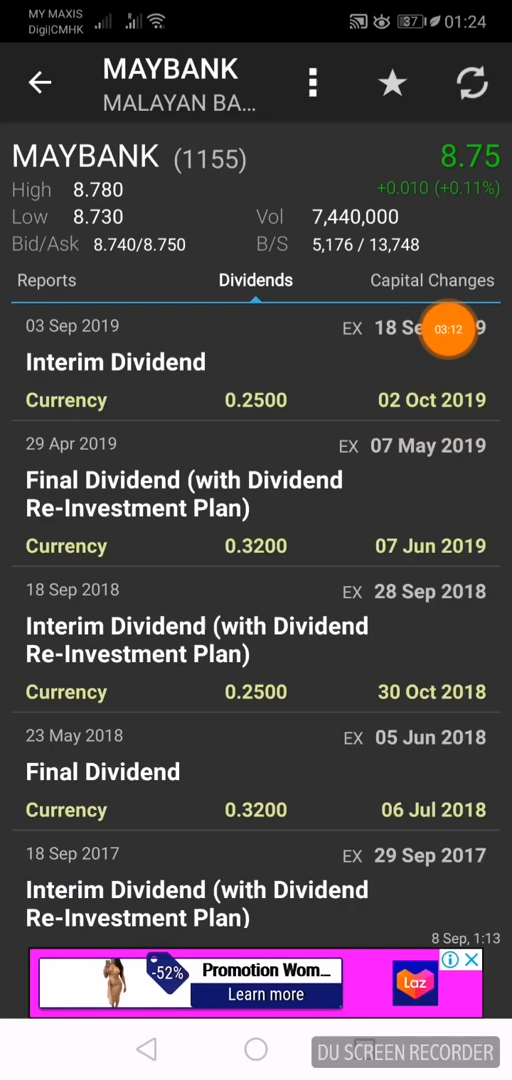 MY MAXIS
Digi|CMHK
37
01:24
MAYBANK
MALAYAN BA...
MAYBANK (1155)
8.75
High 8.780
+0.010 (+0.11%)
Low 8.730
Vol 7,440,000
Bid/Ask 8.740/8.750
B/S 5,176 / 13,748
Reports
Dividends
Capital Changes
03 Sep 2019
EX 18 Se 9
03:12
Interim Dividend
Currency 0.2500 02 Oct 2019
29 Apr 2019
EX 07 May 2019
Final Dividend (with Dividend
Re-Investment Plan)
Currency 0.3200 07 Jun 2019
18 Sep 2018
EX 28 Sep 2018
Interim Dividend (with Dividend
Re-Investment Plan)
Currency 0.2500 30 Oct 2018
23 May 2018
EX 05 Jun 2018
Final Dividend
Currency 0.3200 06 Jul 2018
18 Sep 2017
EX 29 Sep 2017
Interim Dividend (with Dividend
Re-Investment Plan)
8 Sep, 1:13
-52%
Promotion Wom...
Learn more
Laz
DU SCREEN RECORDER